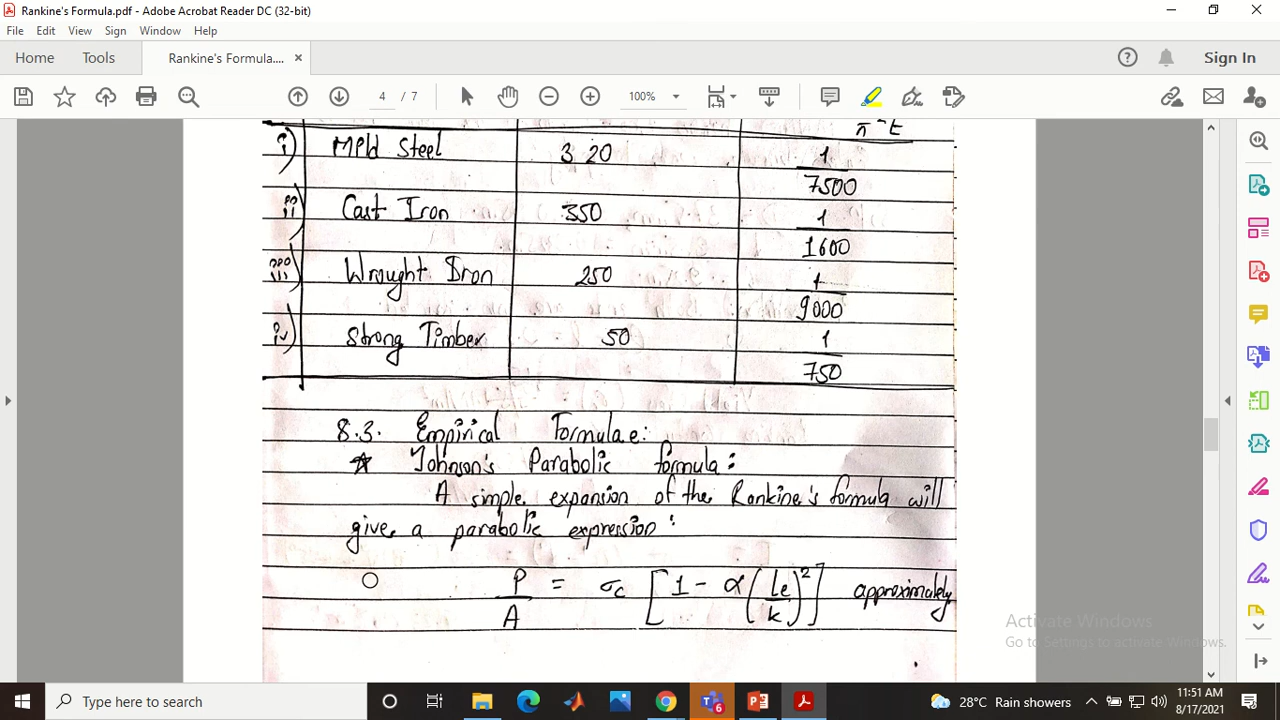 Rankine's Formula.pdf - Adobe Acrobat Reader DC (32-bit)
File Edit View Sign Window Help
Home Tools Rankine's Formula.... × Sign In
4 / 7 100%
π² E
i) Mild Steel 320 1/7500
ii) Cast Iron 350 1/1600
iii) Wrought Iron 250 1/9000
iv) Strong Timber 50 1/750
8.3. Empirical Formulae:
* Johnson's Parabolic formula:
A simple expansion of the Rankine's formula will
give a parabolic expression:
P/A = σc [1 - α (Le/k)²] approximately
Activate Windows
Go to Settings to activate Windows.
Type here to search
6
28°C Rain showers
11:51 AM
8/17/2021